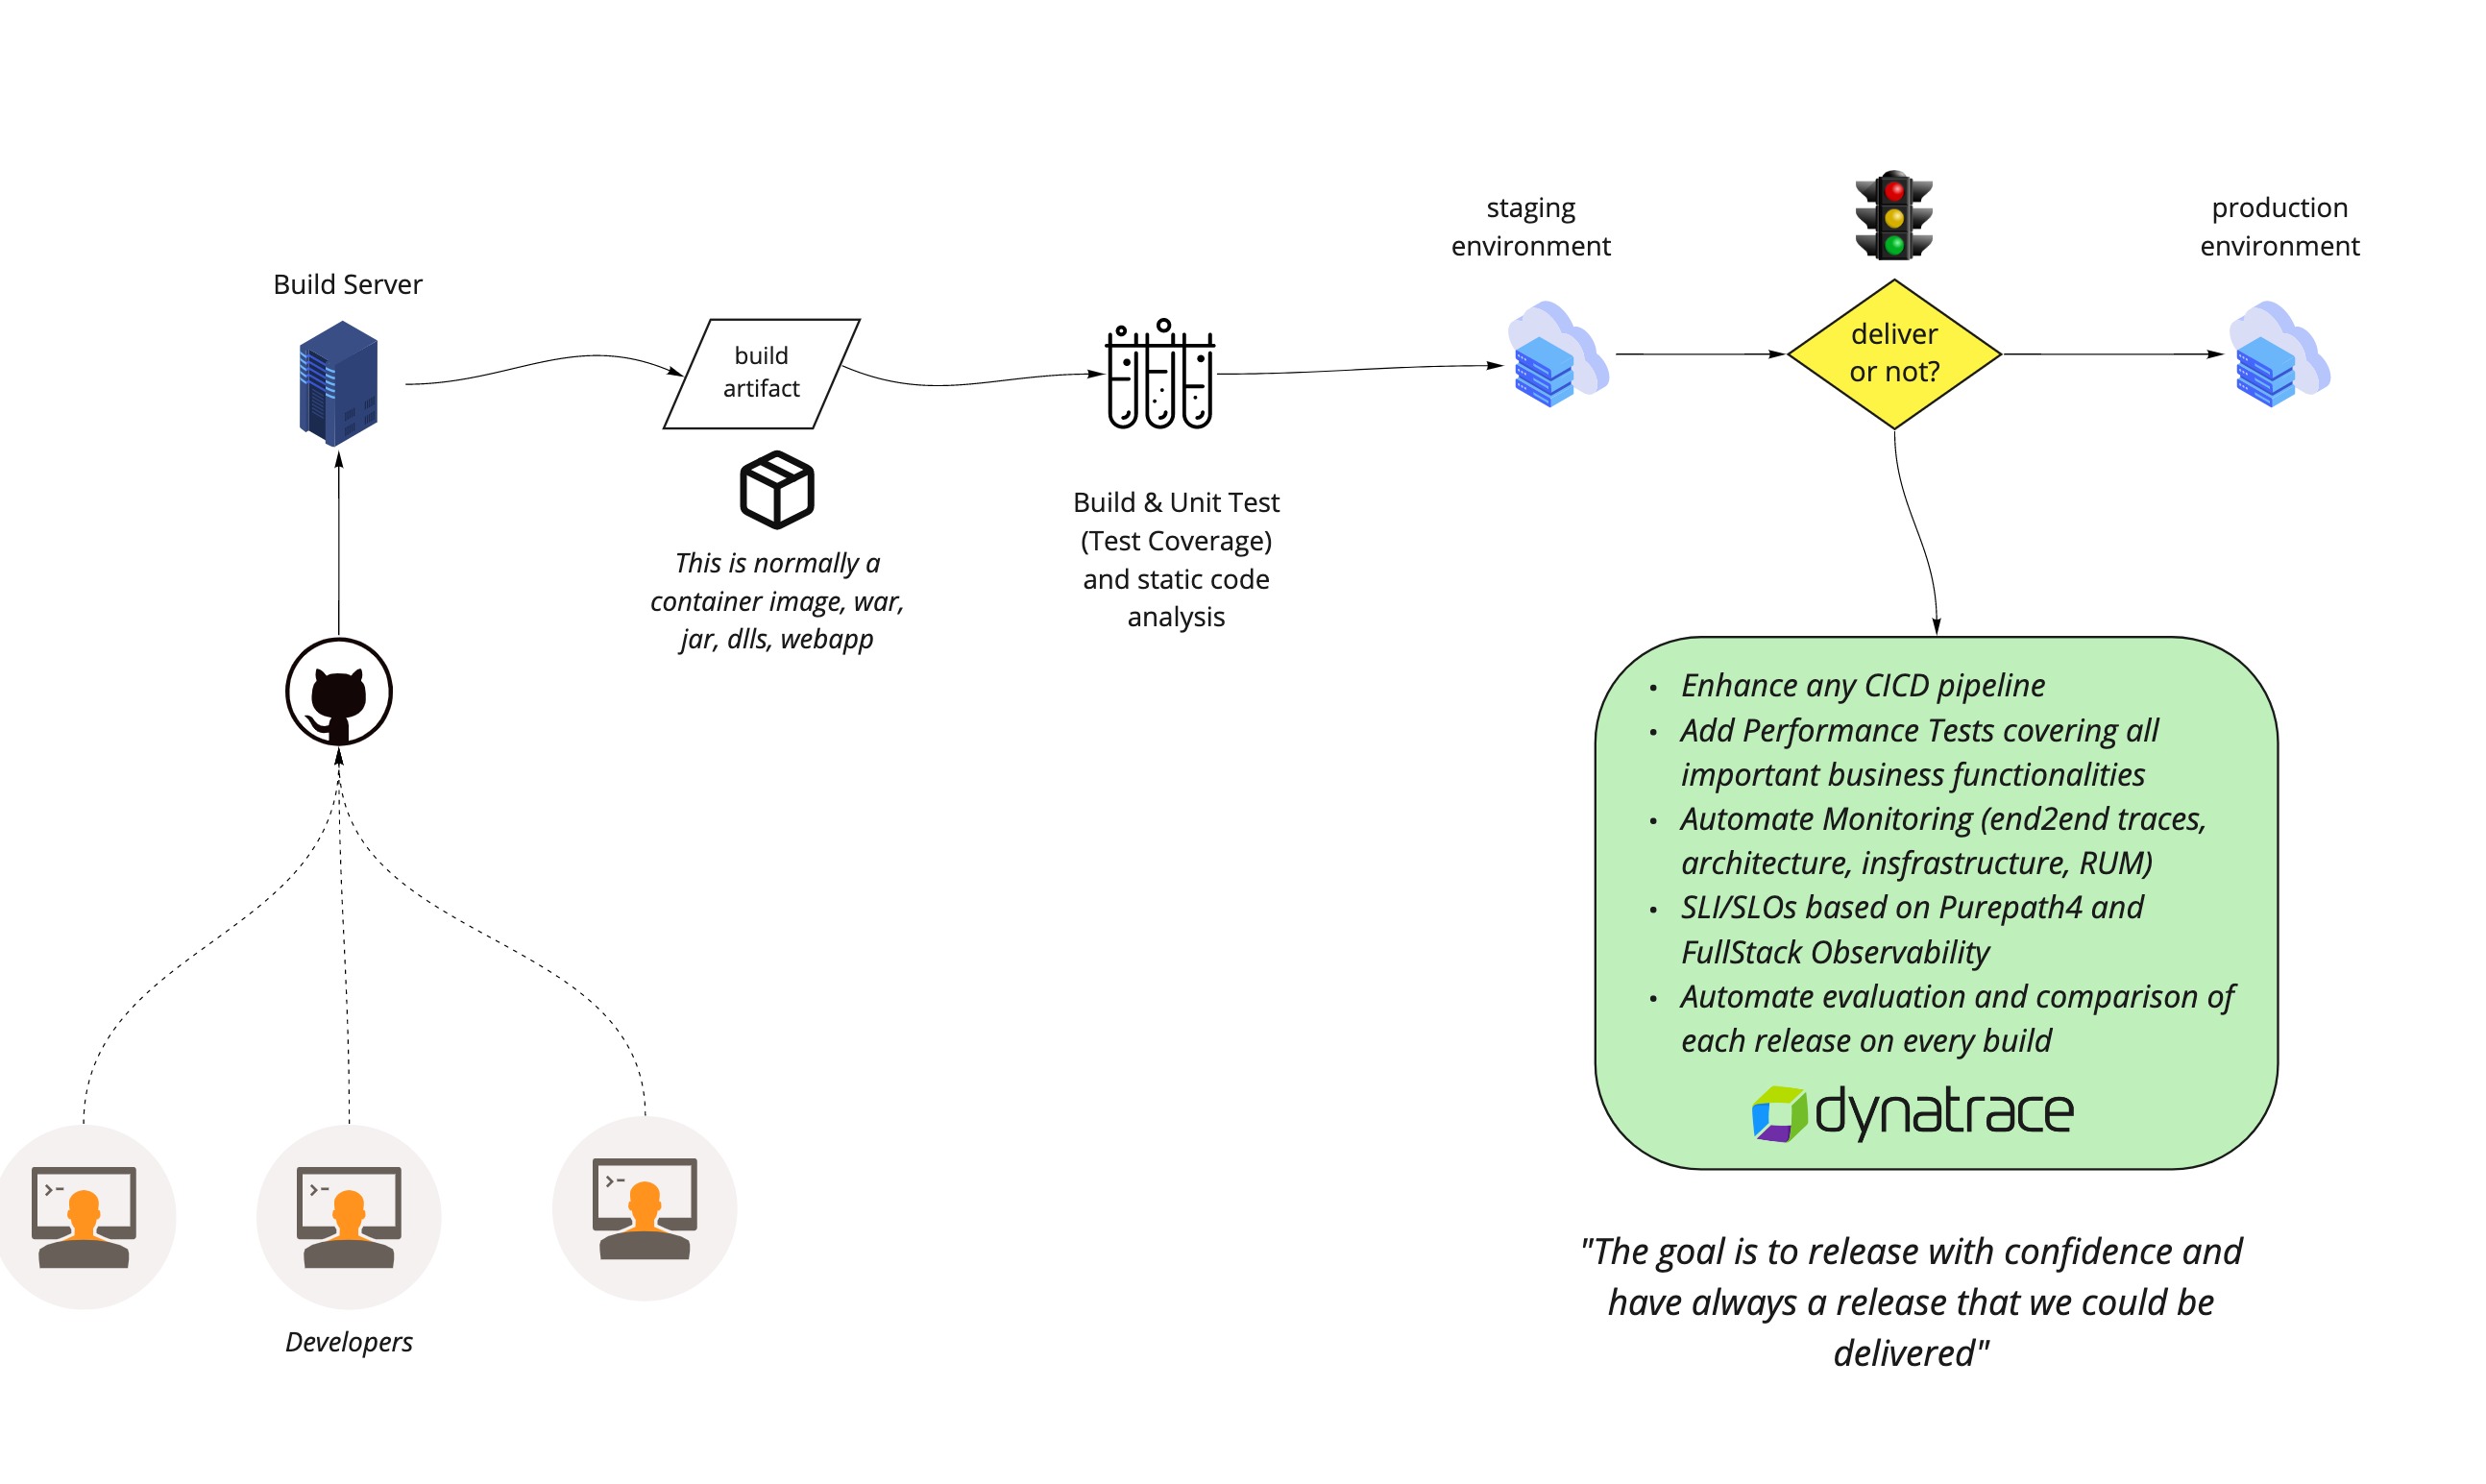 staging
environment
production
environment
Build Server
build
artifact
deliver
or not?
This is normally a
container image, war,
jar, dlls, webapp
Build & Unit Test
(Test Coverage)
and static code
analysis
• Enhance any CICD pipeline
• Add Performance Tests covering all
important business functionalities
• Automate Monitoring (end2end traces,
architecture, insfrastructure, RUM)
• SLI/SLOs based on Purepath4 and
FullStack Observability
• Automate evaluation and comparison of
each release on every build
dynatrace
"The goal is to release with confidence and
have always a release that we could be
delivered"
Developers